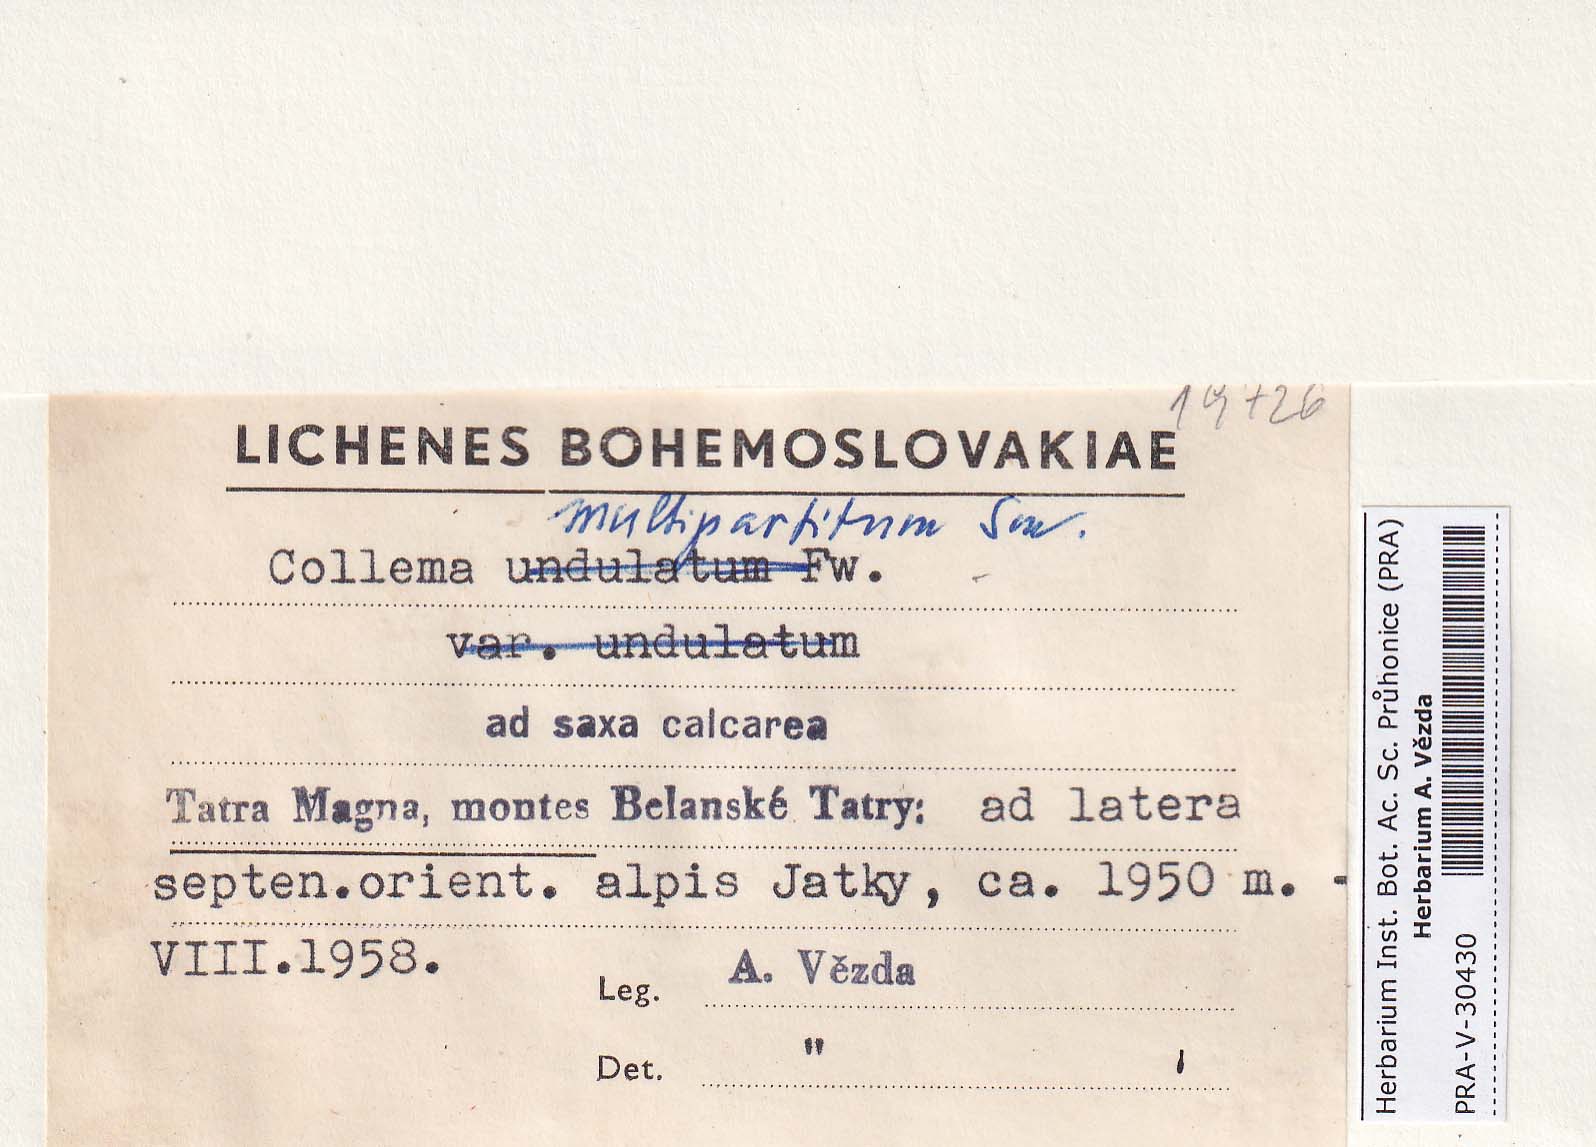 19726
LICHENES BOHEMOSLOVAKIAE
multipartitum Sm.
Collema undulatum Fw.
var. undulatum
ad saxa calcarea
Tatra Magna, montes Belanské Tatry: ad latera
septen.orient. alpis Jatky, ca. 1950 m. -
VIII.1958.
Leg. A. Vězda
Det. "
Herbarium Inst. Bot. Ac. Sc. Průhonice (PRA)
Herbarium A. Vězda
PRA-V-30430